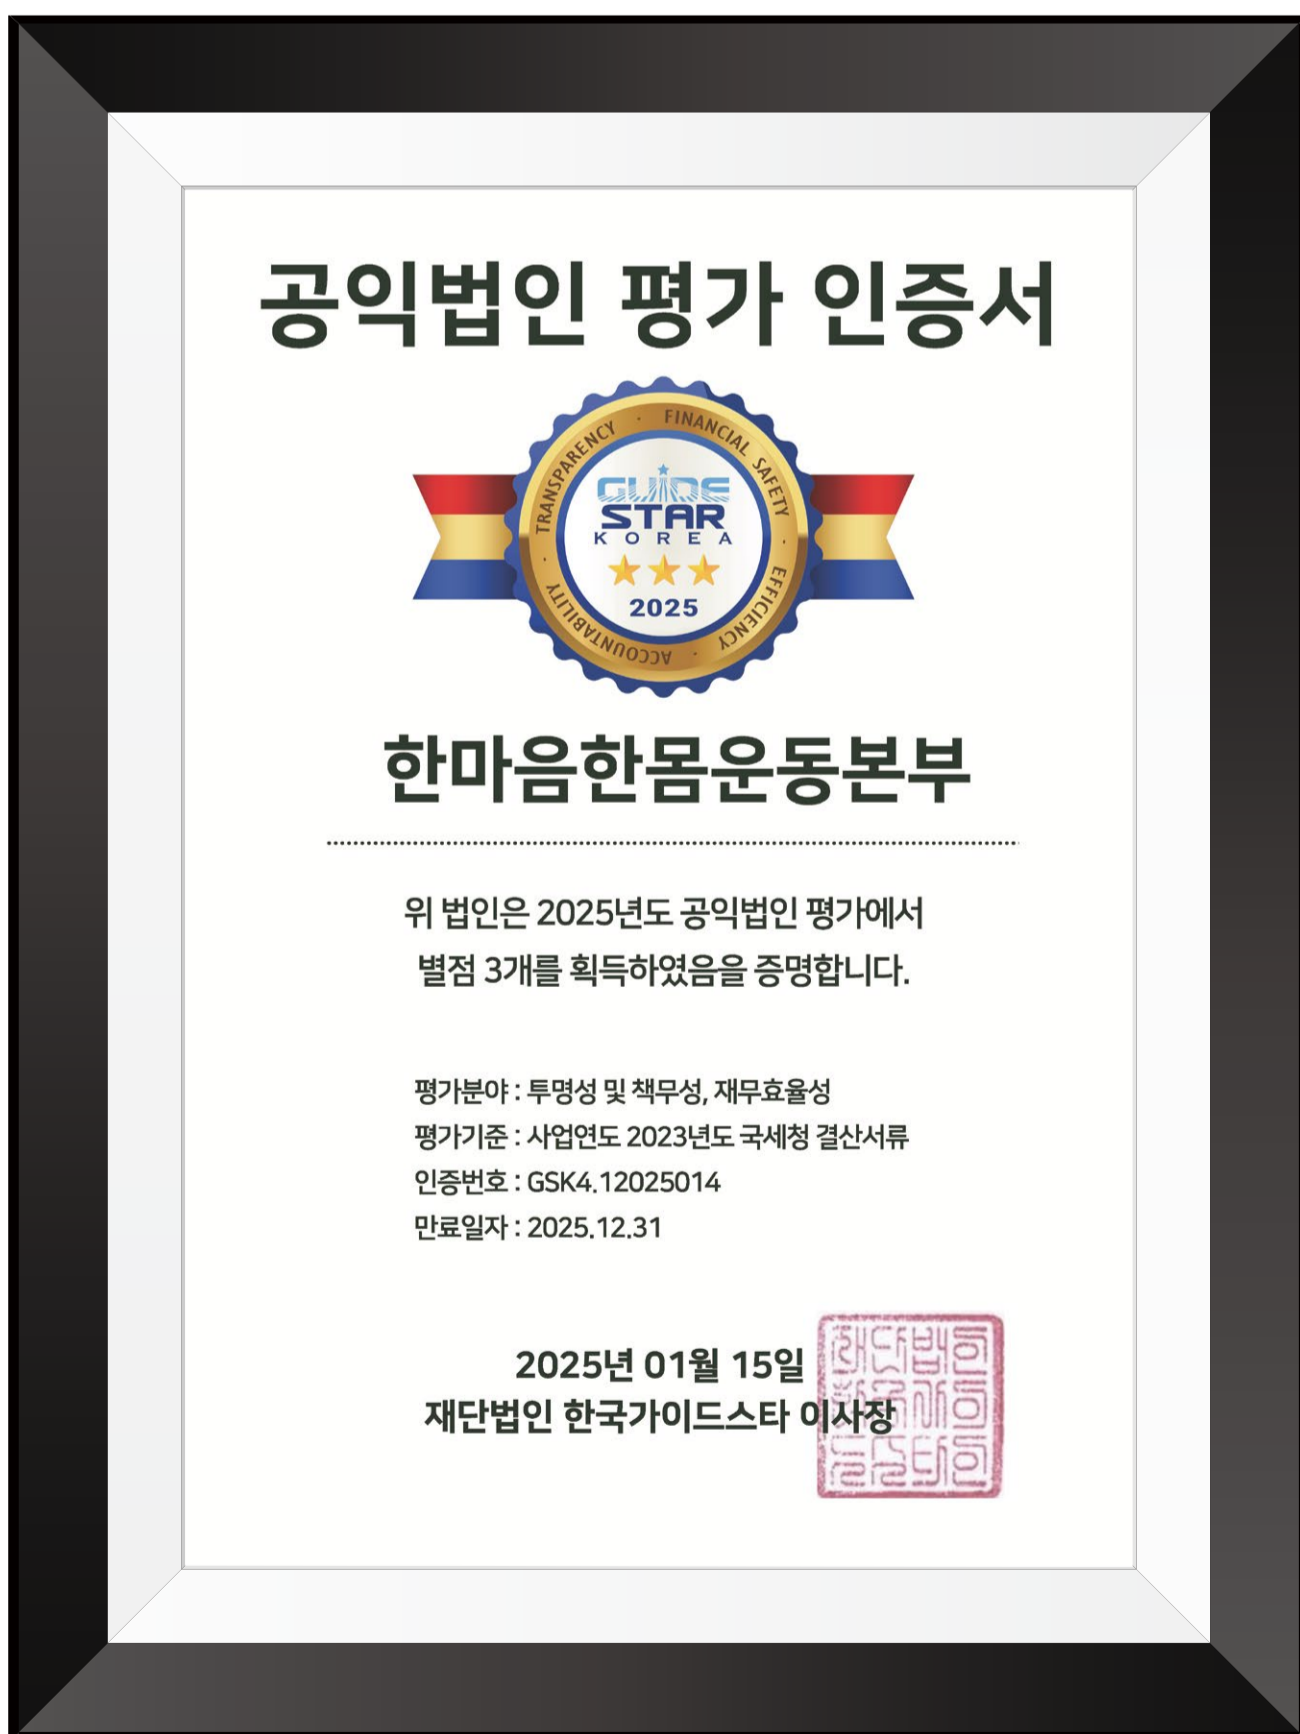 공익법인 평가 인증서
TRANSPARENCY · FINANCIAL SAFETY · EFFICIENCY · ACCOUNTABILITY ·
GUIDE
STAR
KOREA
2025
한마음한몸운동본부
위 법인은 2025년도 공익법인 평가에서
별점 3개를 획득하였음을 증명합니다.
평가분야 : 투명성 및 책무성, 재무효율성
평가기준 : 사업연도 2023년도 국세청 결산서류
인증번호 : GSK4.12025014
만료일자 : 2025.12.31
2025년 01월 15일
재단법인 한국가이드스타 이사장